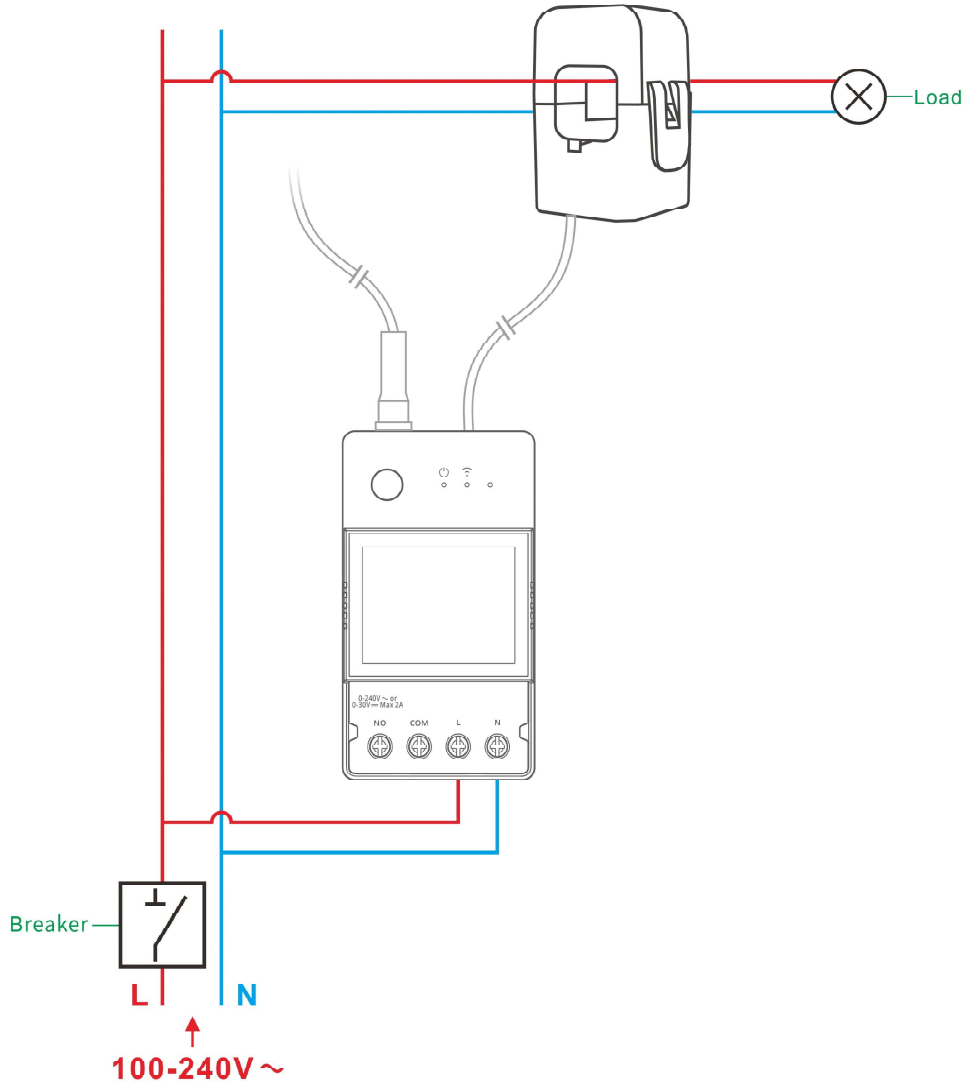 Load
0-240V ~ or
0-30V ⎓ Max 2A
NO COM L N
Breaker
L N
100-240V ~